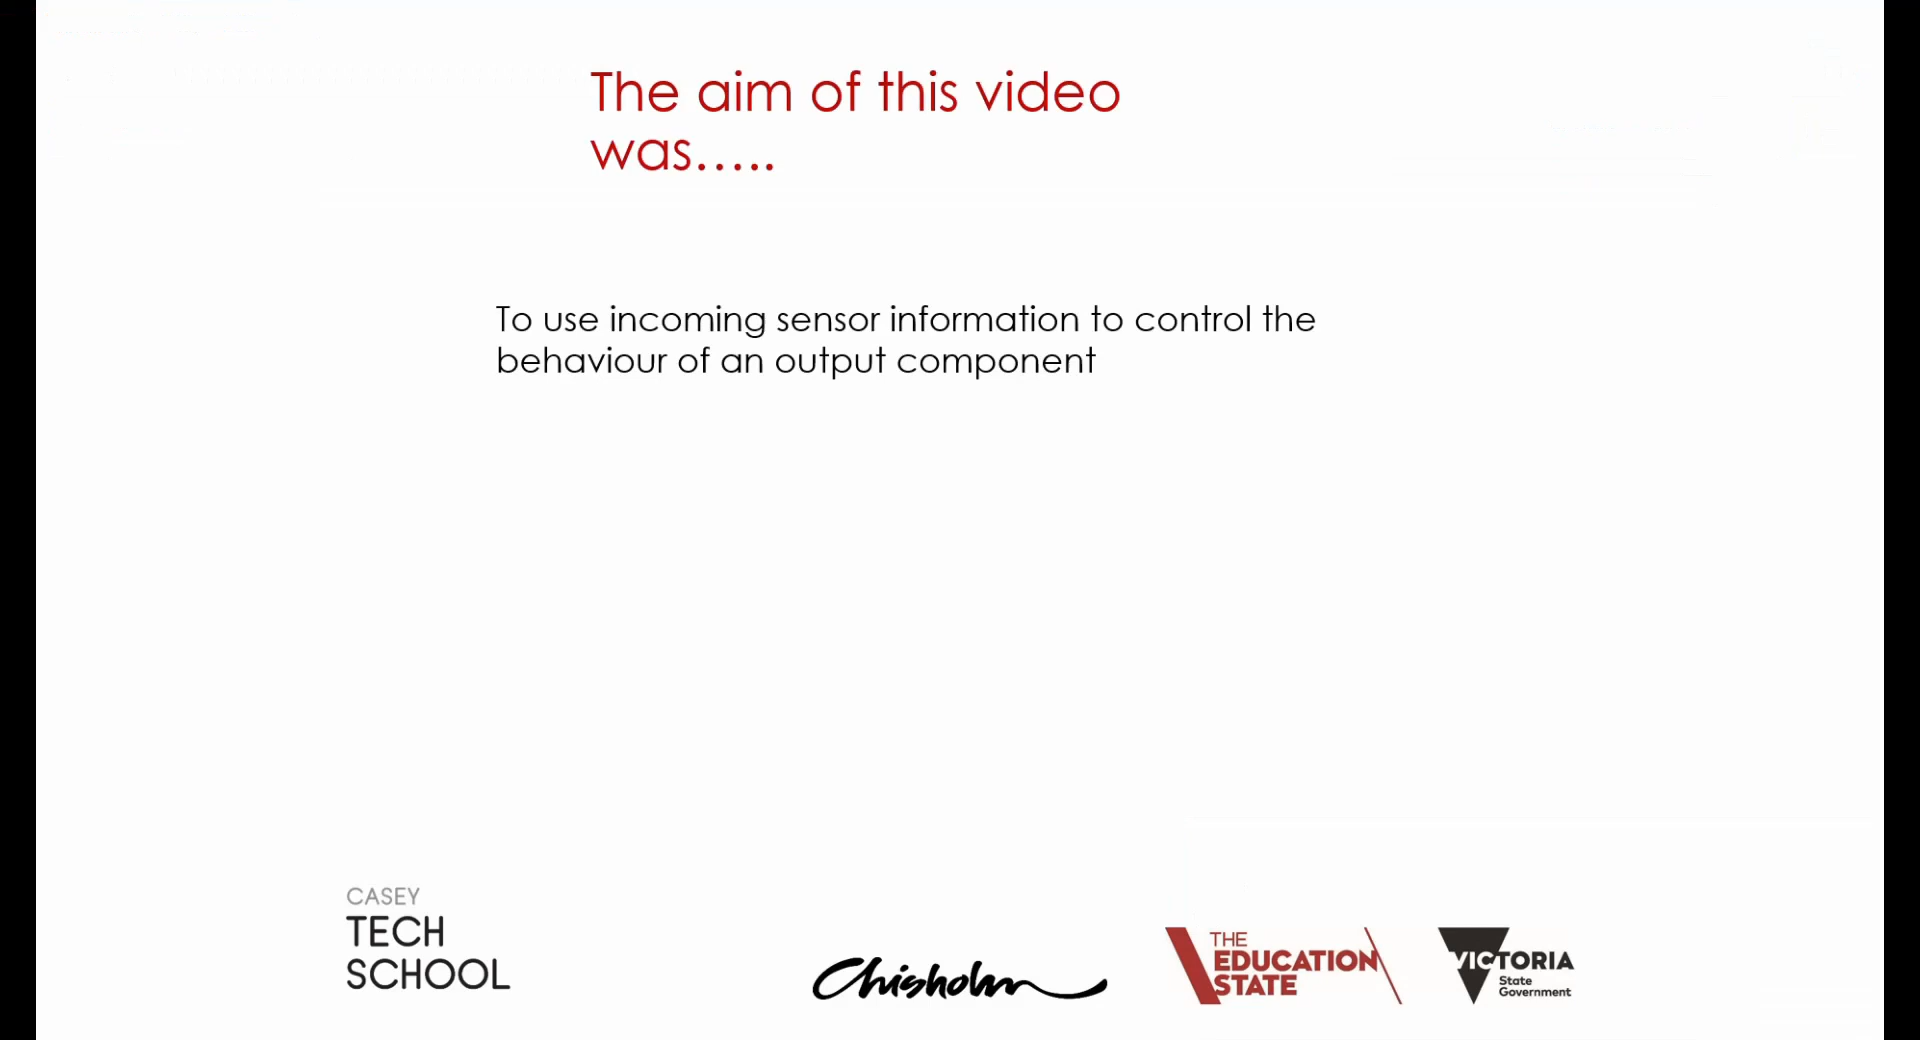 The aim of this video
was.....
To use incoming sensor information to control the
behaviour of an output component
CASEY
TECH
SCHOOL
Chisholm
THE
EDUCATION
STATE
VICTORIA
State
Government